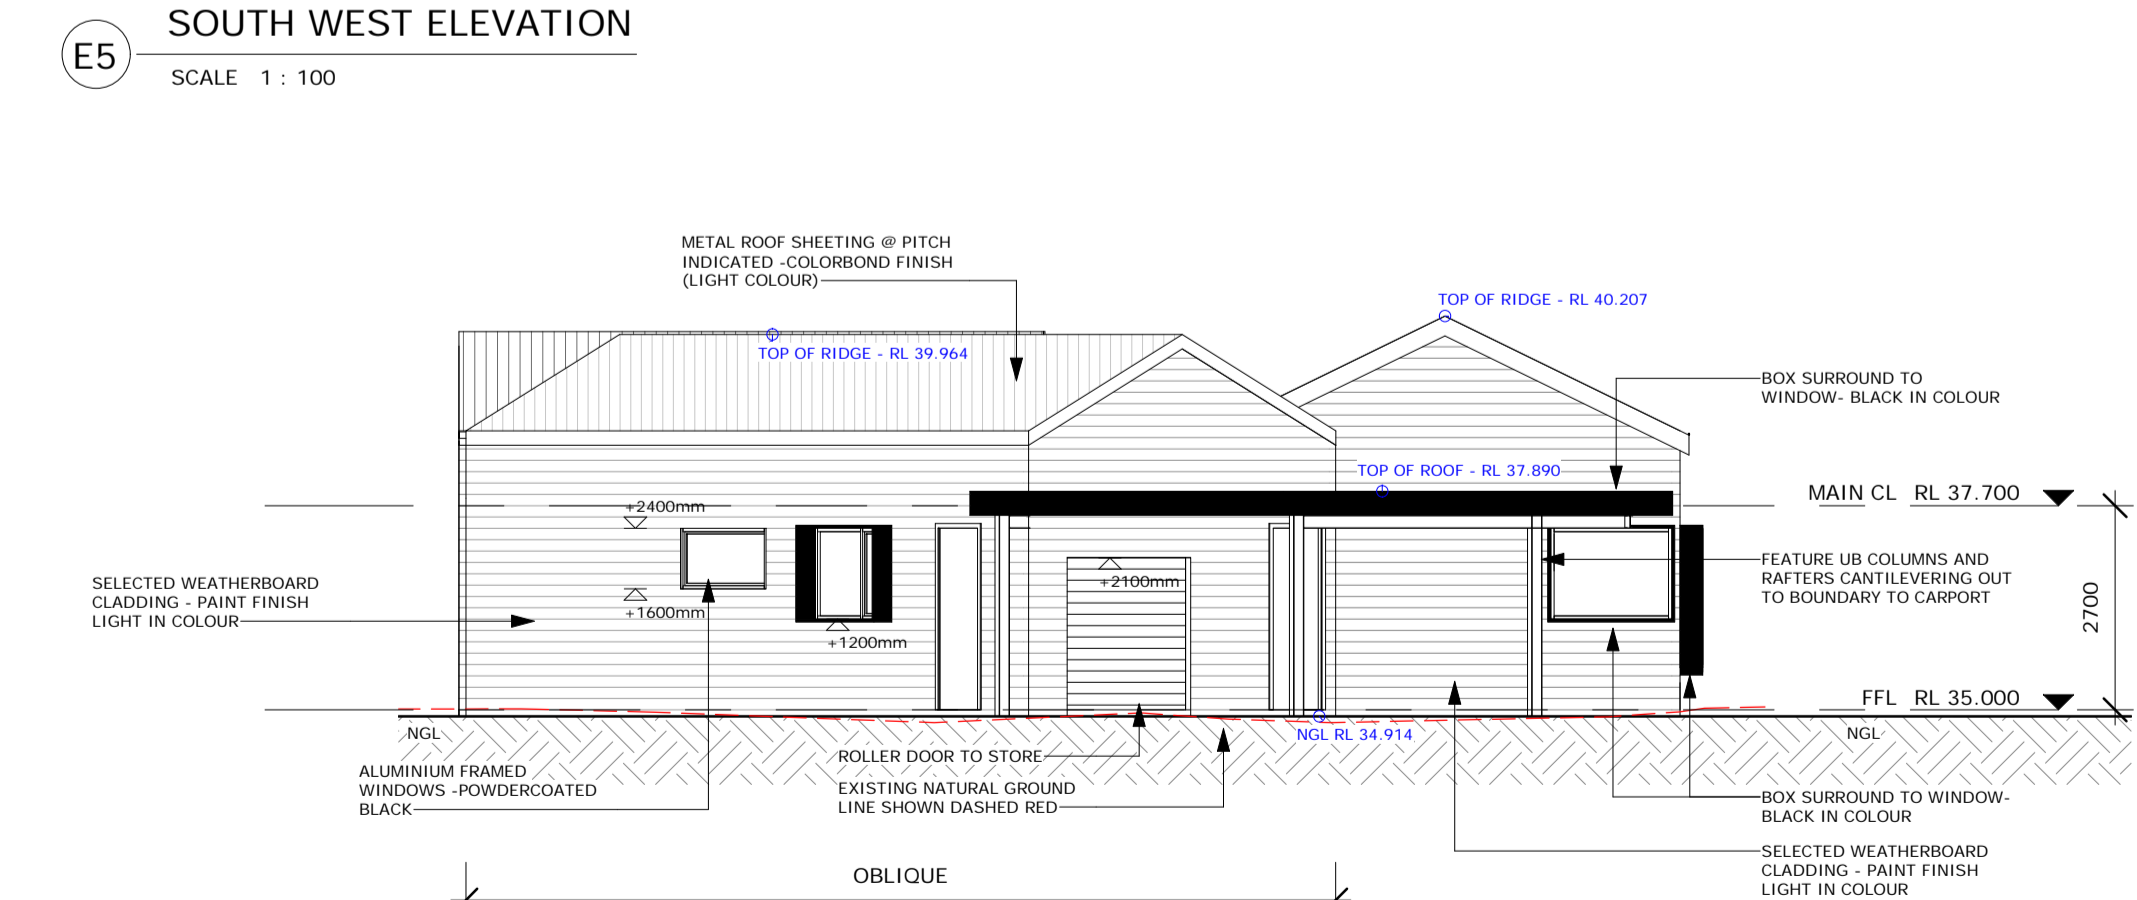 SOUTH WEST ELEVATION
E5
SCALE 1 : 100
METAL ROOF SHEETING @ PITCH
INDICATED -COLORBOND FINISH
(LIGHT COLOUR)
TOP OF RIDGE - RL 40.207
TOP OF RIDGE - RL 39.964
BOX SURROUND TO
WINDOW- BLACK IN COLOUR
TOP OF ROOF - RL 37.890
MAIN CL RL 37.700
+2400mm
+1600mm
+1200mm
+2100mm
SELECTED WEATHERBOARD
CLADDING - PAINT FINISH
LIGHT IN COLOUR
FEATURE UB COLUMNS AND
RAFTERS CANTILEVERING OUT
TO BOUNDARY TO CARPORT
2700
FFL RL 35.000
NGL
NGL RL 34.914
NGL
ROLLER DOOR TO STORE
ALUMINIUM FRAMED
WINDOWS -POWDERCOATED
BLACK
EXISTING NATURAL GROUND
LINE SHOWN DASHED RED
BOX SURROUND TO WINDOW-
BLACK IN COLOUR
SELECTED WEATHERBOARD
CLADDING - PAINT FINISH
LIGHT IN COLOUR
OBLIQUE